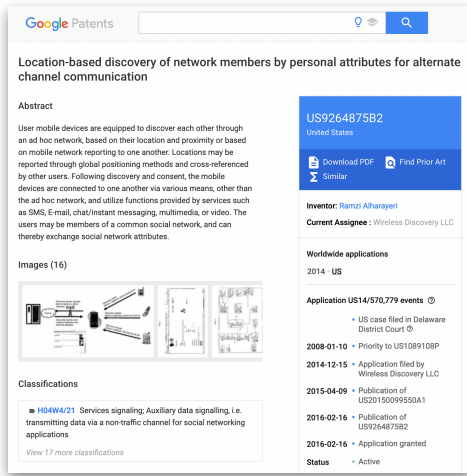 Google Patents
Location-based discovery of network members by personal attributes for alternate
channel communication
Abstract
User mobile devices are equipped to discover each other through
an ad hoc network, based on their location and proximity or based
on mobile network reporting to one another. Locations may be
reported through global positioning methods and cross-referenced
by other users. Following discovery and consent, the mobile
devices are connected to one another via various means, other than
the ad hoc network, and utilize functions provided by services such
as SMS, E-mail, chat/instant messaging, multimedia, or video. The
users may be members of a common social network, and can
thereby exchange social network attributes.
Images (16)
Classifications
H04W4/21 Services signaling; Auxiliary data signalling, i.e.
transmitting data via a non-traffic channel for social networking
applications
View 17 more classifications
US9264875B2
United States
Download PDF Find Prior Art
Similar
Inventor: Ramzi Alharayeri
Current Assignee : Wireless Discovery LLC
Worldwide applications
2014 · US
Application US14/570,779 events
• US case filed in Delaware
District Court
2008-01-10 • Priority to US1089108P
2014-12-15 • Application filed by
Wireless Discovery LLC
2015-04-09 • Publication of
US20150099550A1
2016-02-16 • Publication of
US9264875B2
2016-02-16 • Application granted
Status • Active